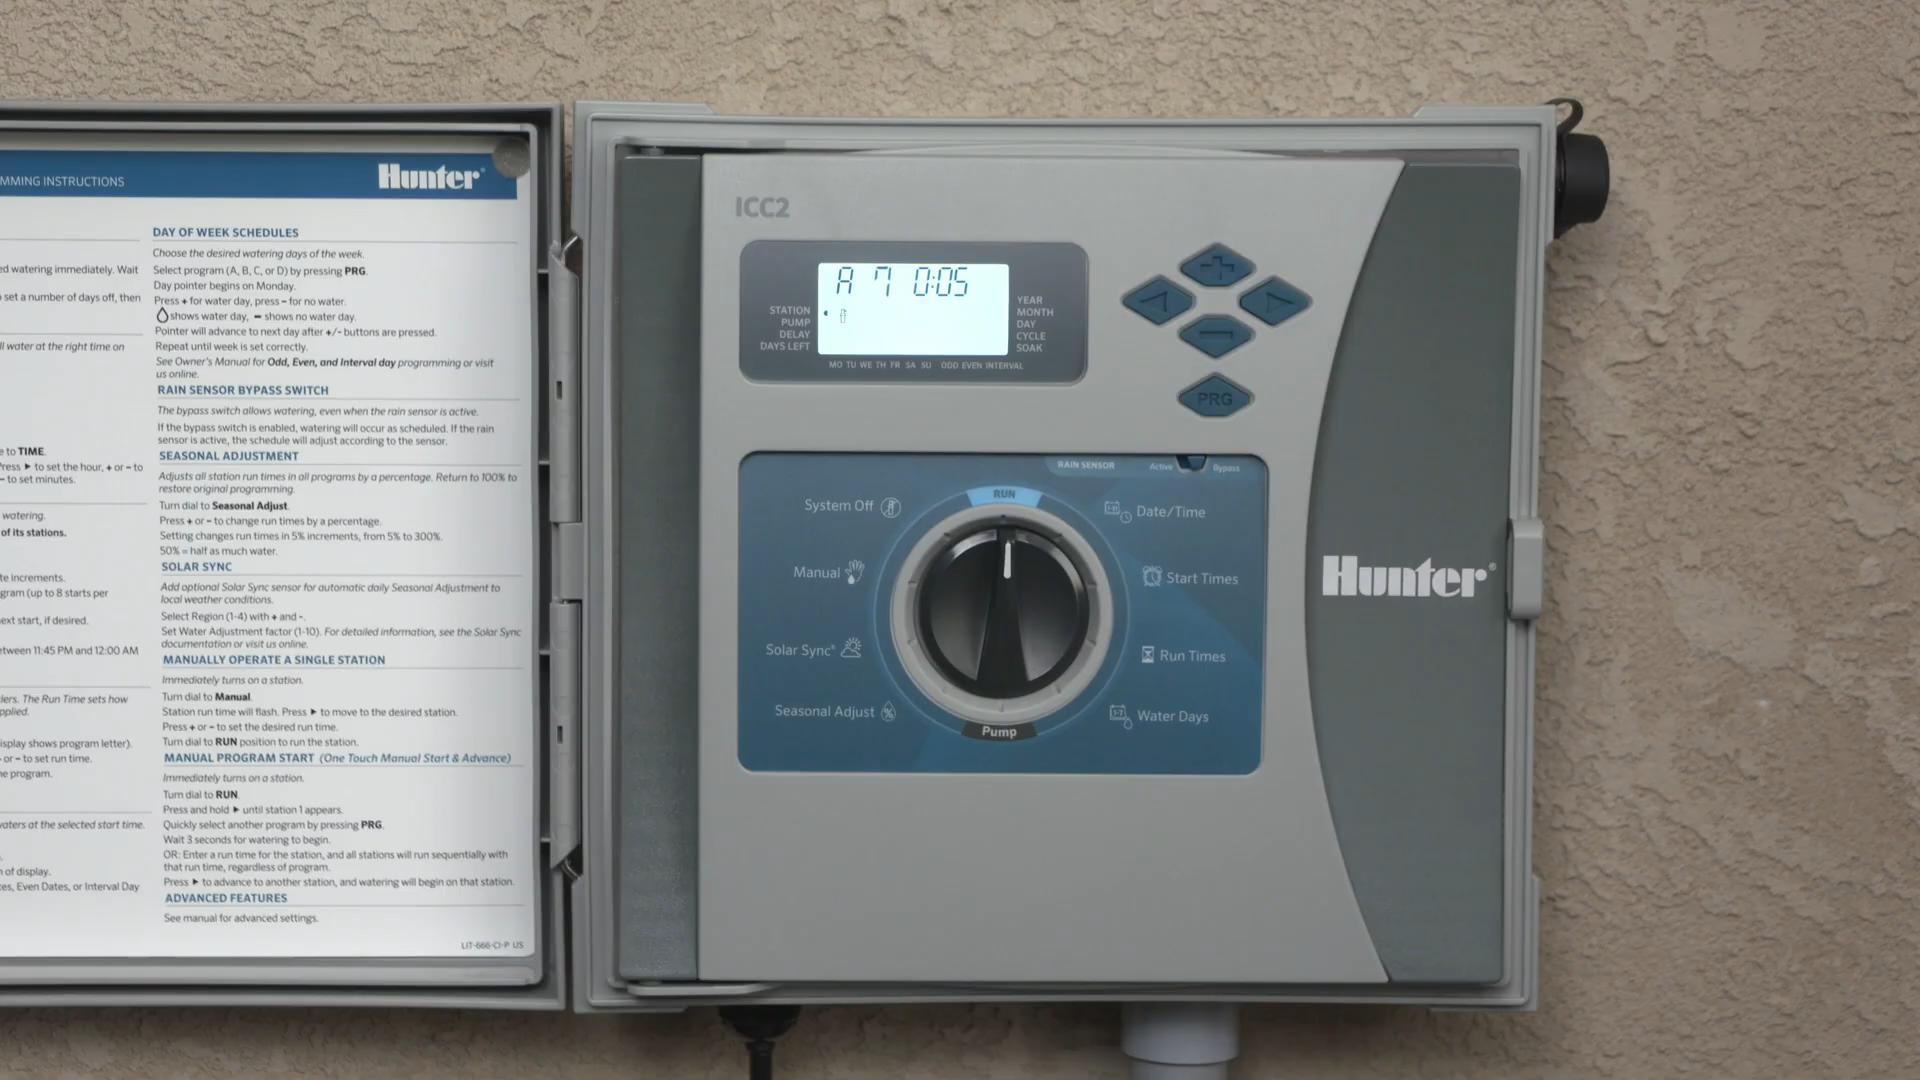 MMING INSTRUCTIONS
Hunter®
ed watering immediately. Wait
o set a number of days off, then
ll water at the right time on
e to TIME.
Press ▶ to set the hour, + or – to
– to set minutes.
watering.
of its stations.
te increments.
gram (up to 8 starts per
ext start, if desired.
etween 11:45 PM and 12:00 AM
lers. The Run Time sets how
pplied.
isplay shows program letter).
or – to set run time.
e program.
vaters at the selected start time.
n of display.
es, Even Dates, or Interval Day
DAY OF WEEK SCHEDULES
Choose the desired watering days of the week.
Select program (A, B, C, or D) by pressing PRG.
Day pointer begins on Monday.
Press + for water day, press – for no water.
shows water day, – shows no water day.
Pointer will advance to next day after +/- buttons are pressed.
Repeat until week is set correctly.
See Owner's Manual for Odd, Even, and Interval day programming or visit
us online.
RAIN SENSOR BYPASS SWITCH
The bypass switch allows watering, even when the rain sensor is active.
If the bypass switch is enabled, watering will occur as scheduled. If the rain
sensor is active, the schedule will adjust according to the sensor.
SEASONAL ADJUSTMENT
Adjusts all station run times in all programs by a percentage. Return to 100% to
restore original programming.
Turn dial to Seasonal Adjust.
Press + or – to change run times by a percentage.
Setting changes run times in 5% increments, from 5% to 300%.
50% = half as much water.
SOLAR SYNC
Add optional Solar Sync sensor for automatic daily Seasonal Adjustment to
local weather conditions.
Select Region (1-4) with + and -.
Set Water Adjustment factor (1-10). For detailed information, see the Solar Sync
documentation or visit us online.
MANUALLY OPERATE A SINGLE STATION
Immediately turns on a station.
Turn dial to Manual.
Station run time will flash. Press ▶ to move to the desired station.
Press + or – to set the desired run time.
Turn dial to RUN position to run the station.
MANUAL PROGRAM START (One Touch Manual Start & Advance)
Immediately turns on a station.
Turn dial to RUN.
Press and hold ▶ until station 1 appears.
Quickly select another program by pressing PRG.
Wait 3 seconds for watering to begin.
OR: Enter a run time for the station, and all stations will run sequentially with
that run time, regardless of program.
Press ▶ to advance to another station, and watering will begin on that station.
ADVANCED FEATURES
See manual for advanced settings.
LIT-666-CI-P US
ICC2
A 7 0:05
STATION
PUMP
DELAY
DAYS LEFT
YEAR
MONTH
DAY
CYCLE
SOAK
MO TU WE TH FR SA SU ODD EVEN INTERVAL
+
–
PRG
RAIN SENSOR Active Bypass
RUN
System Off
Date/Time
Manual
Start Times
Solar Sync®
Run Times
Seasonal Adjust
Water Days
Pump
Hunter®